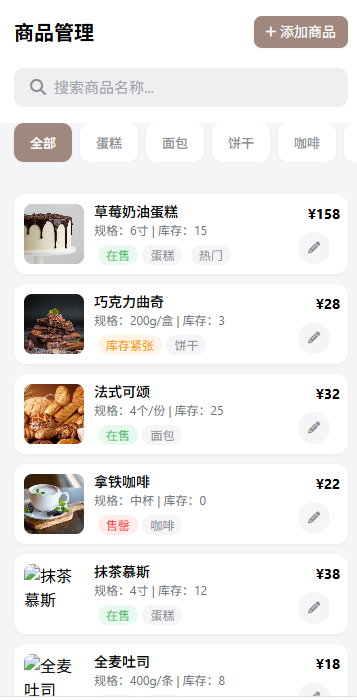 商品管理
+ 添加商品
搜索商品名称...
全部 蛋糕 面包 饼干 咖啡
草莓奶油蛋糕 ¥158
规格：6寸 | 库存：15
在售 蛋糕 热门
巧克力曲奇 ¥28
规格：200g/盒 | 库存：3
库存紧张 饼干
法式可颂 ¥32
规格：4个/份 | 库存：25
在售 面包
拿铁咖啡 ¥22
规格：中杯 | 库存：0
售罄 咖啡
抹茶慕斯 抹茶慕斯 ¥38
规格：4寸 | 库存：12
在售 蛋糕
全麦吐司 全麦吐司 ¥18
规格：400g/条 | 库存：8